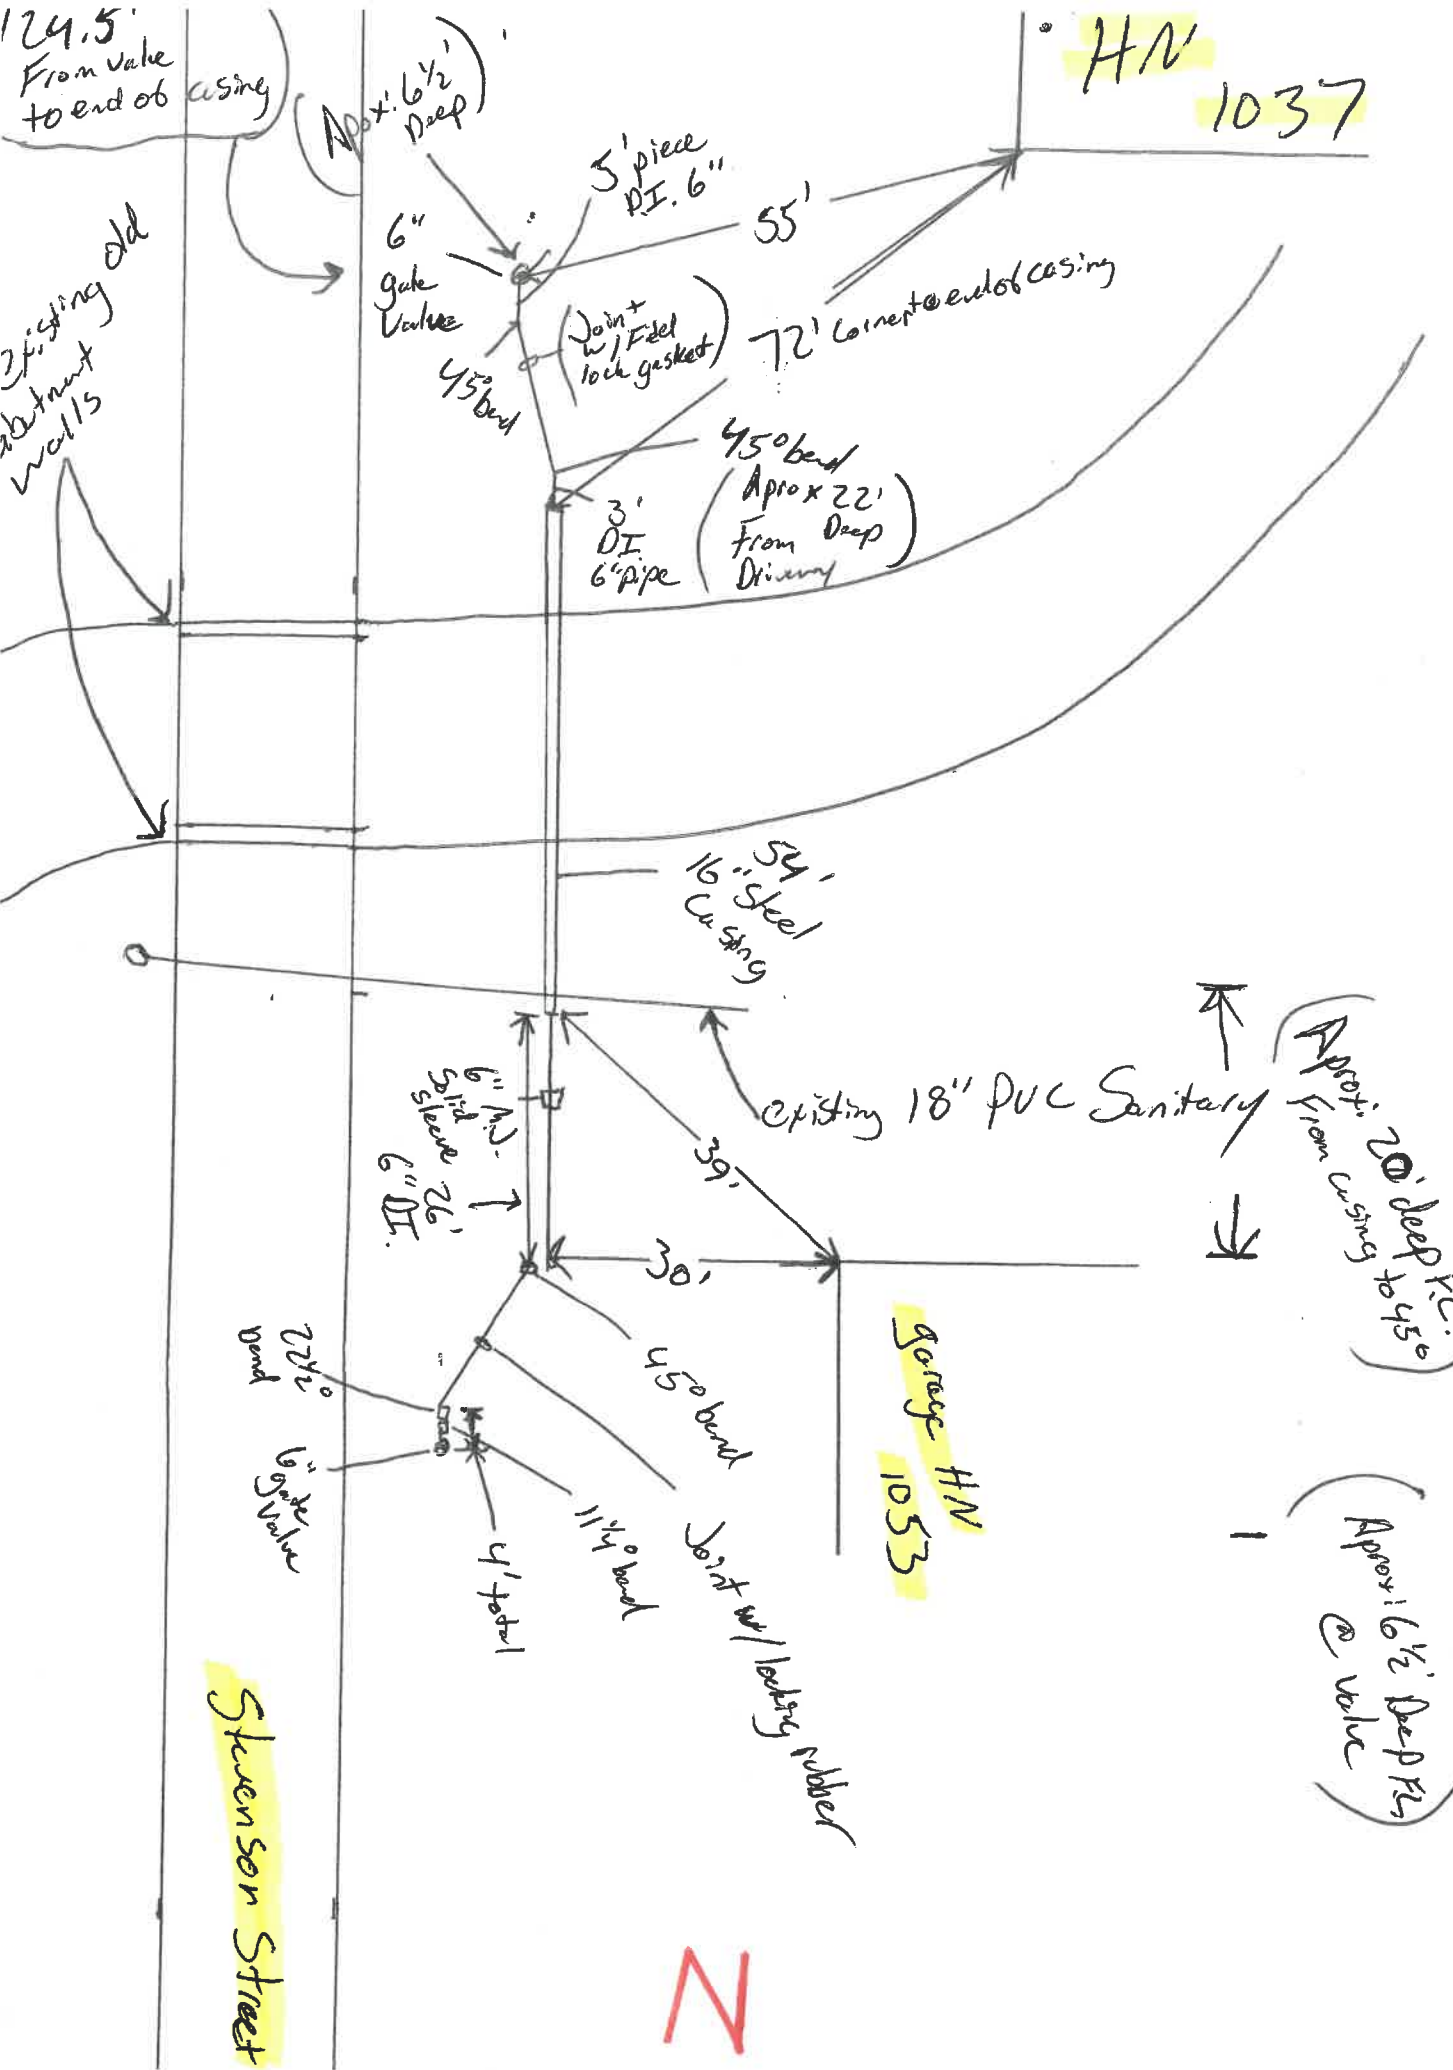 124.5'
From valve
to end of casing
(Apox. 6½'
Deep)
HN
1037
5' piece
D.I. 6"
55'
6"
gate
Valve
existing old
abutment
walls
45° bend
(Joint
w/ Field
lock gasket)
72' corner to end of casing
45° bend
(Aprox 22'
From Deep
Driveway)
3'
DI
6" pipe
54'
16" Steel
Casing
existing 18" PVC Sanitary
6" M.J.
Solid
sleeve
26'
6" DI.
39'
30'
(Aprox. 20' deep
From casing to 45°)
garage HN
1053
45° bend
22½°
bend
6"
gate
Valve
4' total
11¼° bend
Joint w/ locking rubber
(Aprox. 6½' Deep
@ valve)
Stevenson Street
N